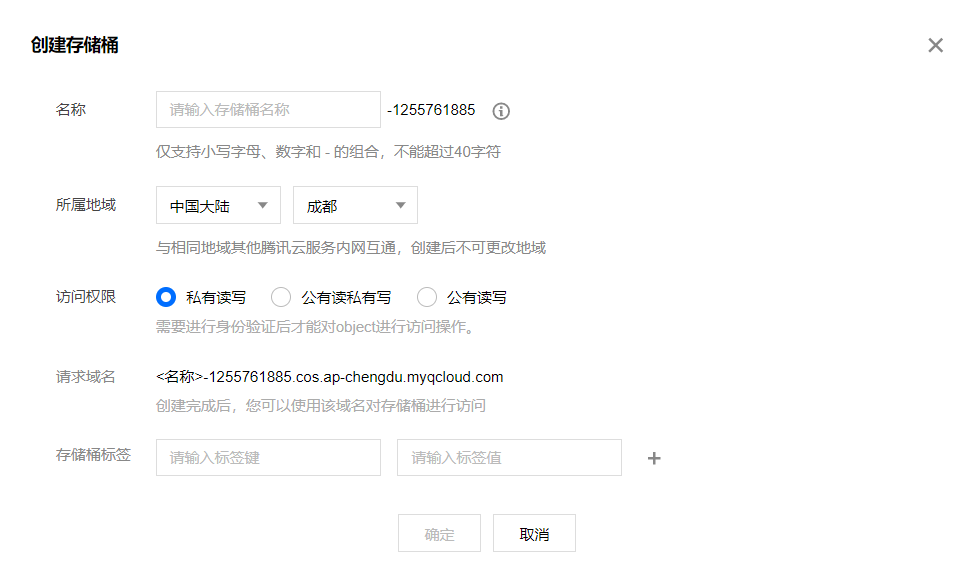 创建存储桶
名称 请输入存储桶名称 -1255761885
仅支持小写字母、数字和 - 的组合，不能超过40字符
所属地域 中国大陆 成都
与相同地域其他腾讯云服务内网互通，创建后不可更改地域
访问权限 私有读写 公有读私有写 公有读写
需要进行身份验证后才能对object进行访问操作。
请求域名 <名称>-1255761885.cos.ap-chengdu.myqcloud.com
创建完成后，您可以使用该域名对存储桶进行访问
存储桶标签 请输入标签键 请输入标签值 +
确定 取消